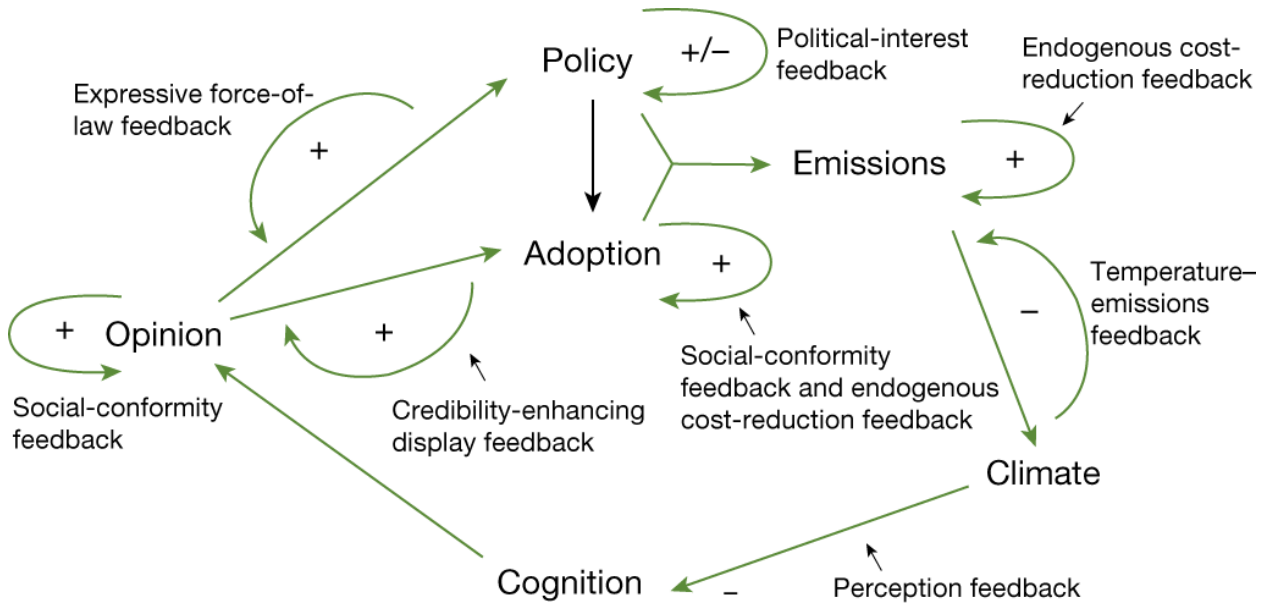 Policy
+/–
Political-interest
feedback
Endogenous cost-
reduction feedback
Expressive force-of-
law feedback
+
Emissions
+
Adoption
+
Temperature–
emissions
feedback
–
+
Opinion
+
Social-conformity
feedback
Credibility-enhancing
display feedback
Social-conformity
feedback and endogenous
cost-reduction feedback
Climate
Cognition
–
Perception feedback